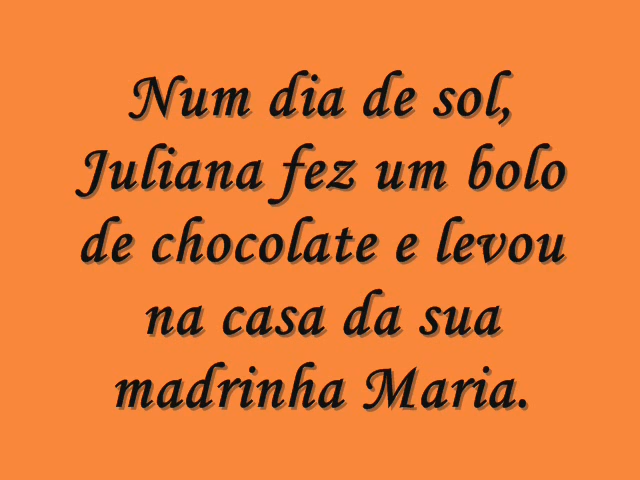 Num dia de sol,
Juliana fez um bolo
de chocolate e levou
na casa da sua
madrinha Maria.